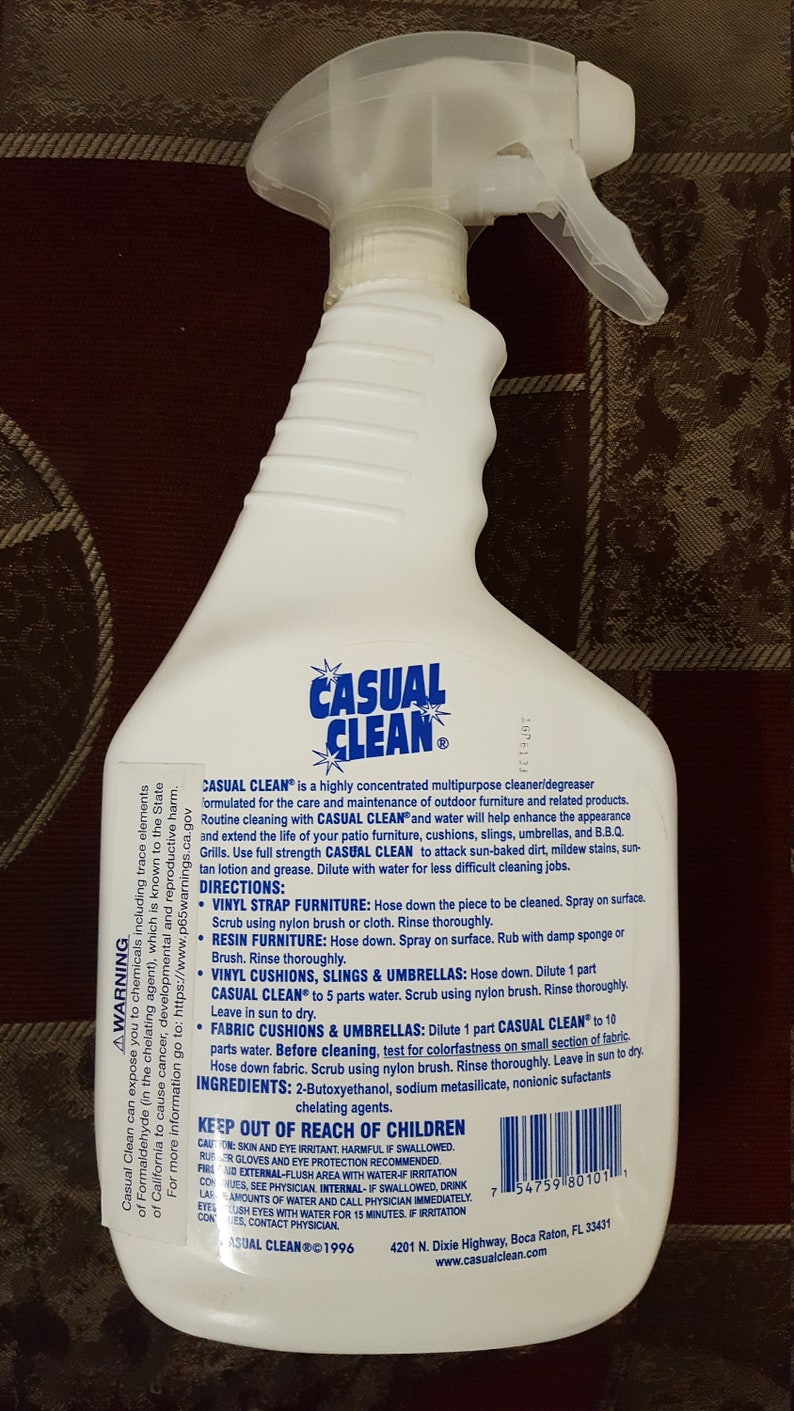 CASUAL
CLEAN®
16P6133
CASUAL CLEAN® is a highly concentrated multipurpose cleaner/degreaser
formulated for the care and maintenance of outdoor furniture and related products.
Routine cleaning with CASUAL CLEAN® and water will help enhance the appearance
and extend the life of your patio furniture, cushions, slings, umbrellas, and B.B.Q.
Grills. Use full strength CASUAL CLEAN to attack sun-baked dirt, mildew stains, sun-
tan lotion and grease. Dilute with water for less difficult cleaning jobs.
DIRECTIONS:
• VINYL STRAP FURNITURE: Hose down the piece to be cleaned. Spray on surface.
Scrub using nylon brush or cloth. Rinse thoroughly.
• RESIN FURNITURE: Hose down. Spray on surface. Rub with damp sponge or
Brush. Rinse thoroughly.
• VINYL CUSHIONS, SLINGS & UMBRELLAS: Hose down. Dilute 1 part
CASUAL CLEAN® to 5 parts water. Scrub using nylon brush. Rinse thoroughly.
Leave in sun to dry.
• FABRIC CUSHIONS & UMBRELLAS: Dilute 1 part CASUAL CLEAN® to 10
parts water. Before cleaning, test for colorfastness on small section of fabric.
Hose down fabric. Scrub using nylon brush. Rinse thoroughly. Leave in sun to dry.
INGREDIENTS: 2-Butoxyethanol, sodium metasilicate, nonionic sufactants
chelating agents.
KEEP OUT OF REACH OF CHILDREN
CAUTION: SKIN AND EYE IRRITANT. HARMFUL IF SWALLOWED.
RUBBER GLOVES AND EYE PROTECTION RECOMMENDED.
FIRST AID EXTERNAL-FLUSH AREA WITH WATER-IF IRRITATION
CONTINUES, SEE PHYSICIAN. INTERNAL- IF SWALLOWED, DRINK
LARGE AMOUNTS OF WATER AND CALL PHYSICIAN IMMEDIATELY.
EYES-FLUSH EYES WITH WATER FOR 15 MINUTES. IF IRRITATION
CONTINUES, CONTACT PHYSICIAN.
CASUAL CLEAN®©1996
4201 N. Dixie Highway, Boca Raton, FL 33431
www.casualclean.com
7 54759 80101 1
⚠WARNING
Casual Clean can expose you to chemicals including trace elements
of Formaldehyde (in the chelating agent), which is known to the State
of California to cause cancer, developmental and reproductive harm.
For more information go to: https://www.p65warnings.ca.gov